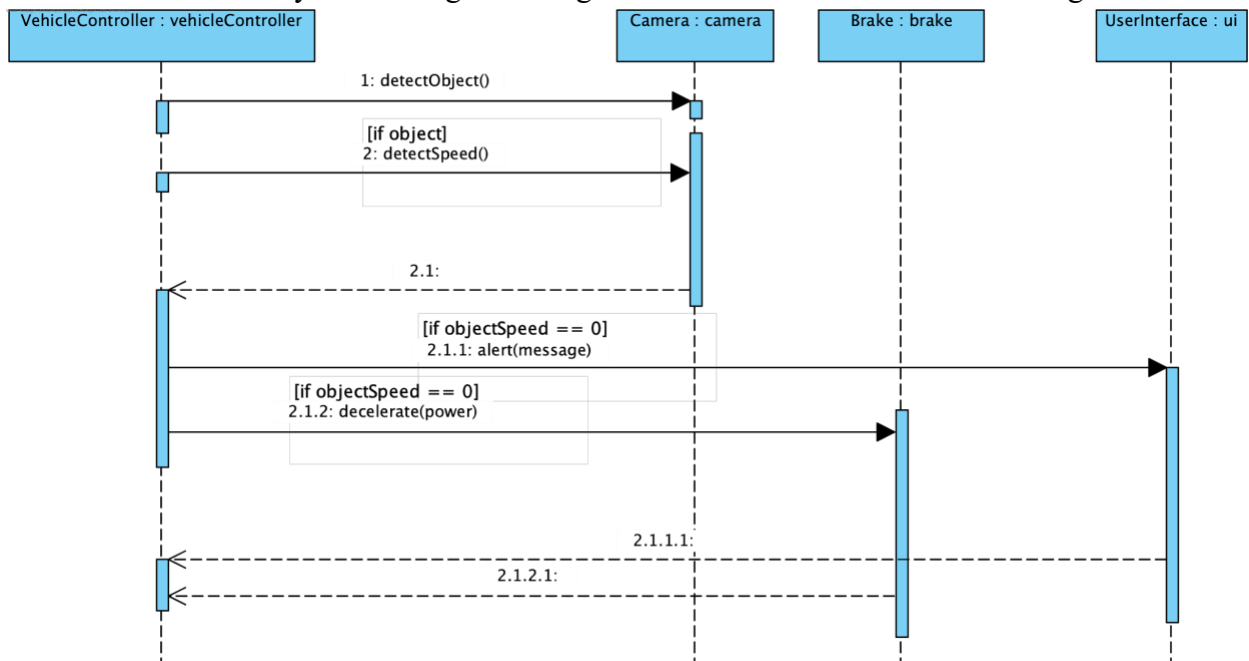 VehicleController : vehicleController
Camera : camera
Brake : brake
UserInterface : ui
1: detectObject()
[if object]
2: detectSpeed()
2.1:
[if objectSpeed == 0]
2.1.1: alert(message)
[if objectSpeed == 0]
2.1.2: decelerate(power)
2.1.1.1:
2.1.2.1: